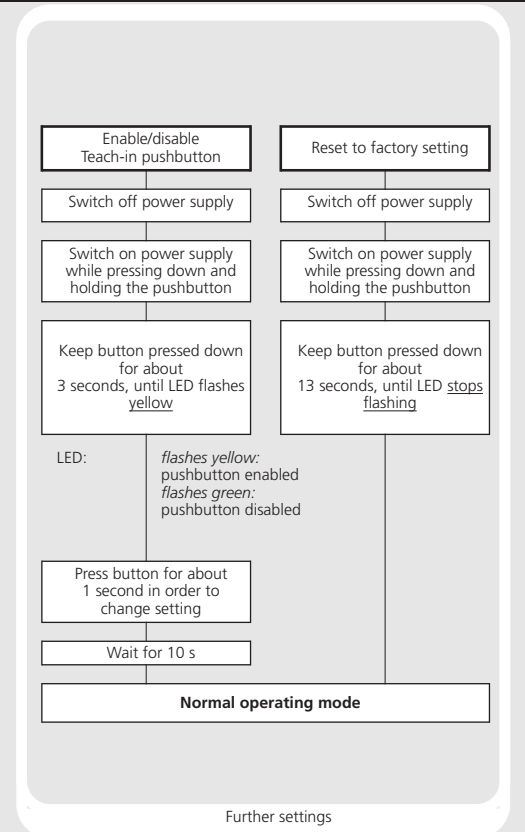 Enable/disable
Teach-in pushbutton
Switch off power supply
Switch on power supply
while pressing down and
holding the pushbutton
Keep button pressed down
for about
3 seconds, until LED flashes
yellow
LED:
flashes yellow:
pushbutton enabled
flashes green:
pushbutton disabled
Press button for about
1 second in order to
change setting
Wait for 10 s
Reset to factory setting
Switch off power supply
Switch on power supply
while pressing down and
holding the pushbutton
Keep button pressed down
for about
13 seconds, until LED stops
flashing
Normal operating mode
Further settings